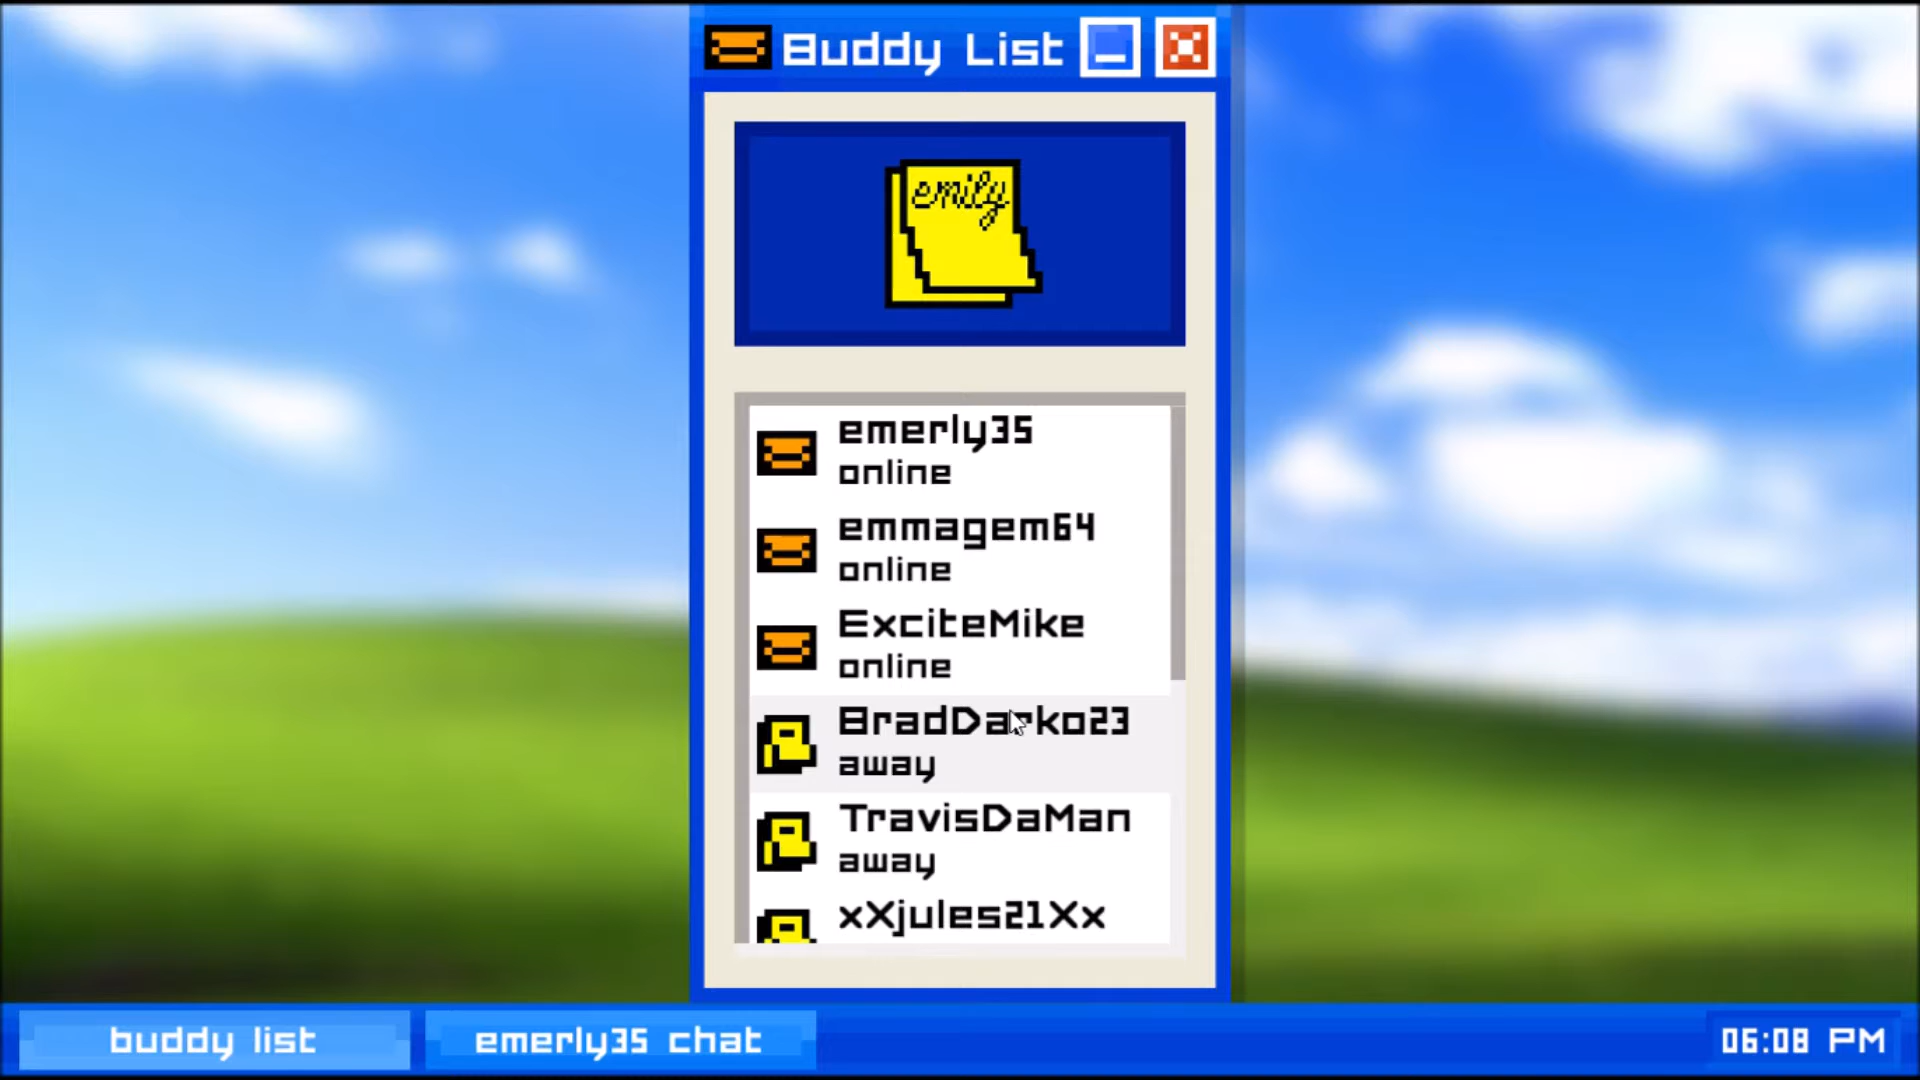 Buddy List
emily
emerly35
online
emmagem64
online
ExciteMike
online
BradDarko23
away
TravisDaMan
away
xXjules21Xx
buddy list
emerly35 chat
06:08 PM